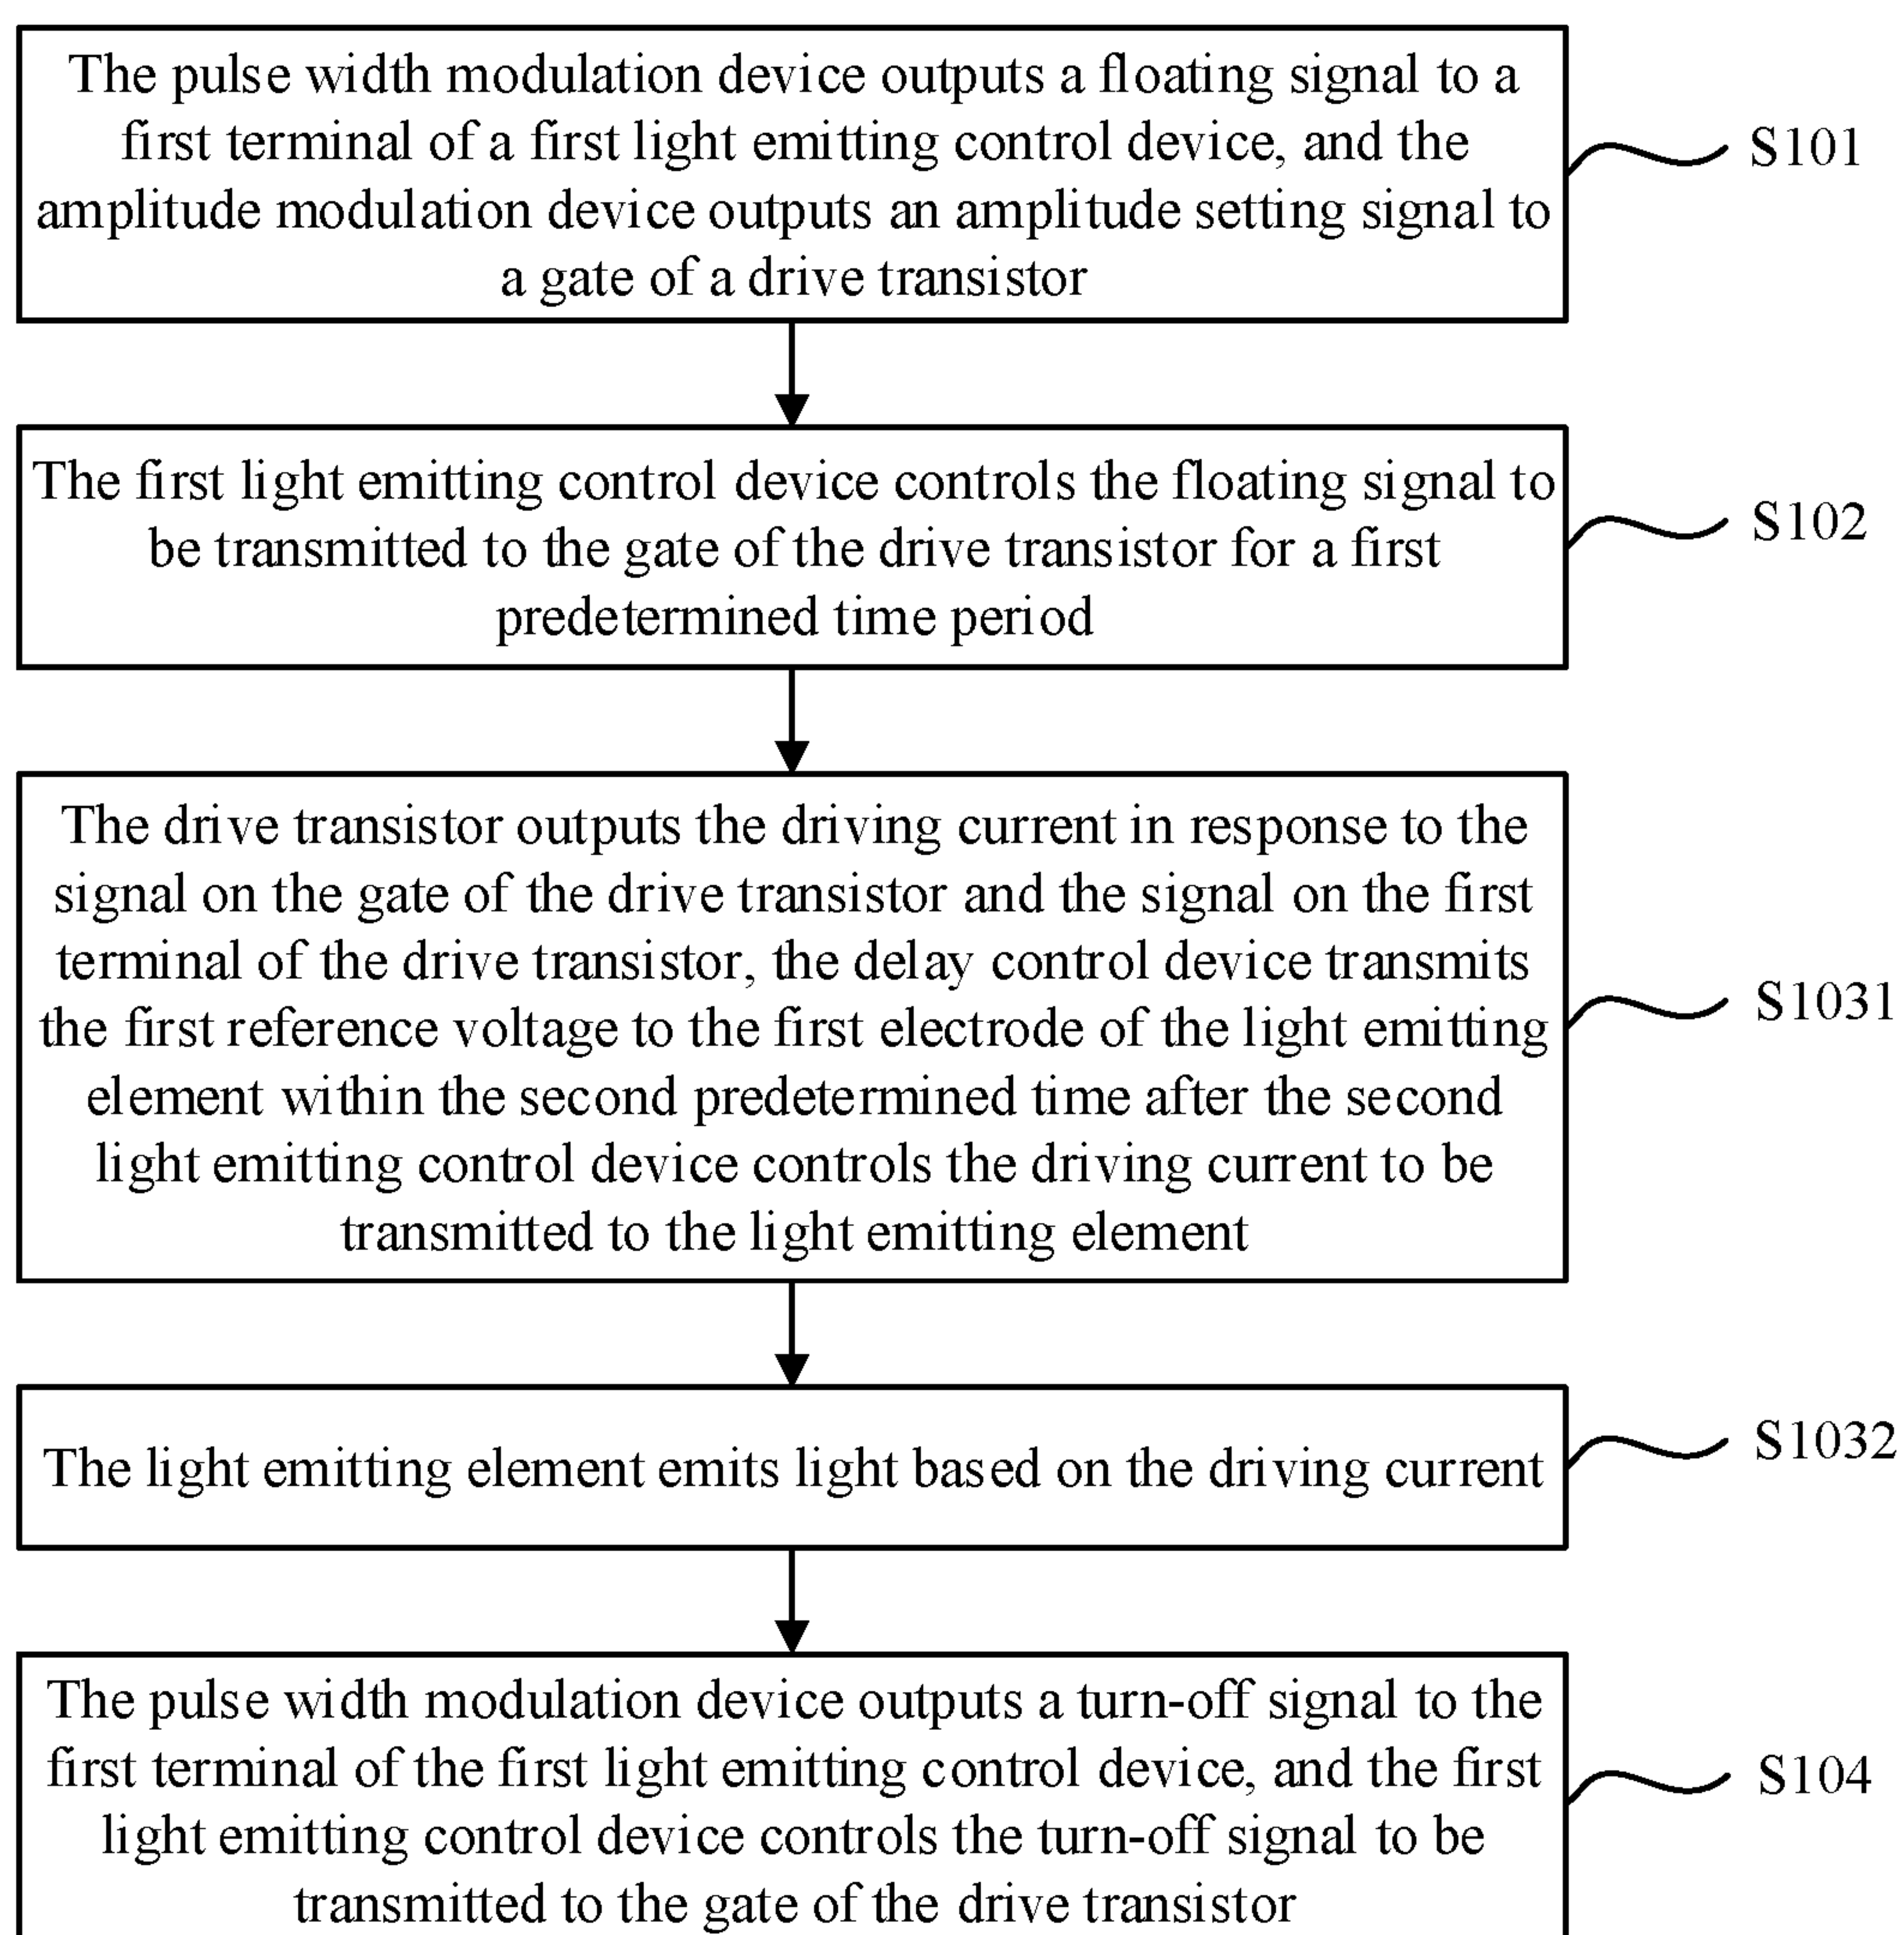 The pulse width modulation device outputs a floating signal to a
first terminal of a first light emitting control device, and the
amplitude modulation device outputs an amplitude setting signal to
a gate of a drive transistor
S101
The first light emitting control device controls the floating signal to
be transmitted to the gate of the drive transistor for a first
predetermined time period
S102
The drive transistor outputs the driving current in response to the
signal on the gate of the drive transistor and the signal on the first
terminal of the drive transistor, the delay control device transmits
the first reference voltage to the first electrode of the light emitting
element within the second predetermined time after the second
light emitting control device controls the driving current to be
transmitted to the light emitting element
S1031
The light emitting element emits light based on the driving current
S1032
The pulse width modulation device outputs a turn-off signal to the
first terminal of the first light emitting control device, and the first
light emitting control device controls the turn-off signal to be
transmitted to the gate of the drive transistor
S104